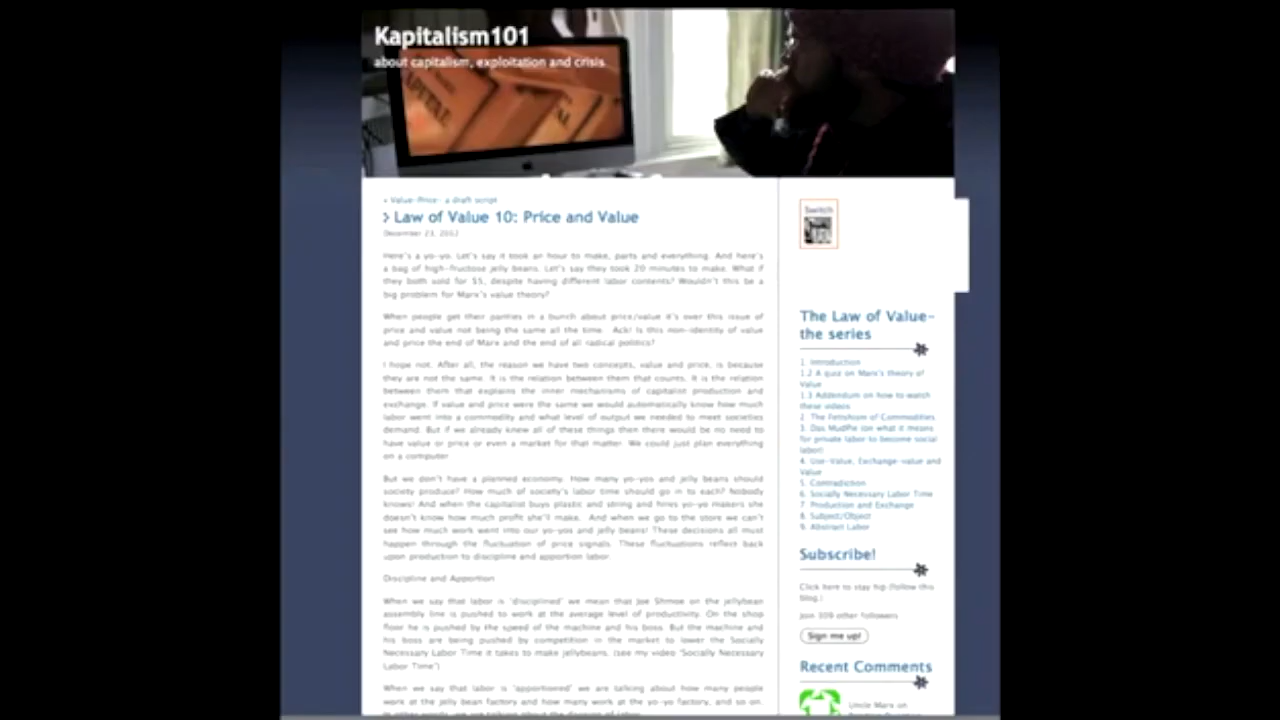 Kapitalism101
about capitalism, exploitation and crisis
« Value-Price- a draft script
Law of Value 10: Price and Value
December 23, 2012
Here's a yo-yo. Let's say it took an hour to make, parts and everything. And here's
a bag of high-fructose jelly beans. Let's say they took 20 minutes to make. What if
they both sold for $5, despite having different labor contents? Wouldn't this be a
big problem for Marx's value theory?
When people get their panties in a bunch about price/value it's over this issue of
price and value not being the same all the time. Ack! Is this non-identity of value
and price the end of Marx and the end of all radical politics?
I hope not. After all, the reason we have two concepts, value and price, is because
they are not the same. It is the relation between them that counts. It is the relation
between them that explains the inner mechanisms of capitalist production and
exchange. If value and price were the same we would automatically know how much
labor went into a commodity and what level of output we needed to meet societies
demand. But if we already knew all of these things then there would be no need to
have value or price or even a market for that matter. We could just plan everything
on a computer.
But we don't have a planned economy. How many yo-yos and jelly beans should
society produce? How much of society's labor time should go in to each? Nobody
knows! And when the capitalist buys plastic and string and hires yo-yo makers she
doesn't know how much profit she'll make. And when we go to the store we can't
see how much work went into our yo-yos and jelly beans! These decisions all must
happen through the fluctuation of price signals. These fluctuations reflect back
upon production to discipline and apportion labor.
Discipline and Apportion
When we say that labor is 'disciplined' we mean that Joe Shmoe on the jellybean
assembly line is pushed to work at the average level of productivity. On the shop
floor he is pushed by the speed of the machine and his boss. But the machine and
his boss are being pushed by competition in the market to lower the Socially
Necessary Labor Time it takes to make jellybeans. (see my video "Socially Necessary
Labor Time")
When we say that labor is 'apportioned' we are talking about how many people
work at the jelly bean factory and how many work at the yo-yo factory, and so on.
Switch
The Law of Value-
the series
1. Introduction
1.2 A quiz on Marx's theory of
Value
1.3 Addendum on how to watch
these videos
2. The Fetishism of Commodities
3. Das MudPie (on what it means
for private labor to become social
labor)
4. Use-Value, Exchange-value and
Value
5. Contradiction
6. Socially Necessary Labor Time
7. Production and Exchange
8. Subject/Object
9. Abstract Labor
Subscribe!
Click here to stay hip (follow this
blog.)
Join 309 other followers
Sign me up!
Recent Comments
Uncle Marx on